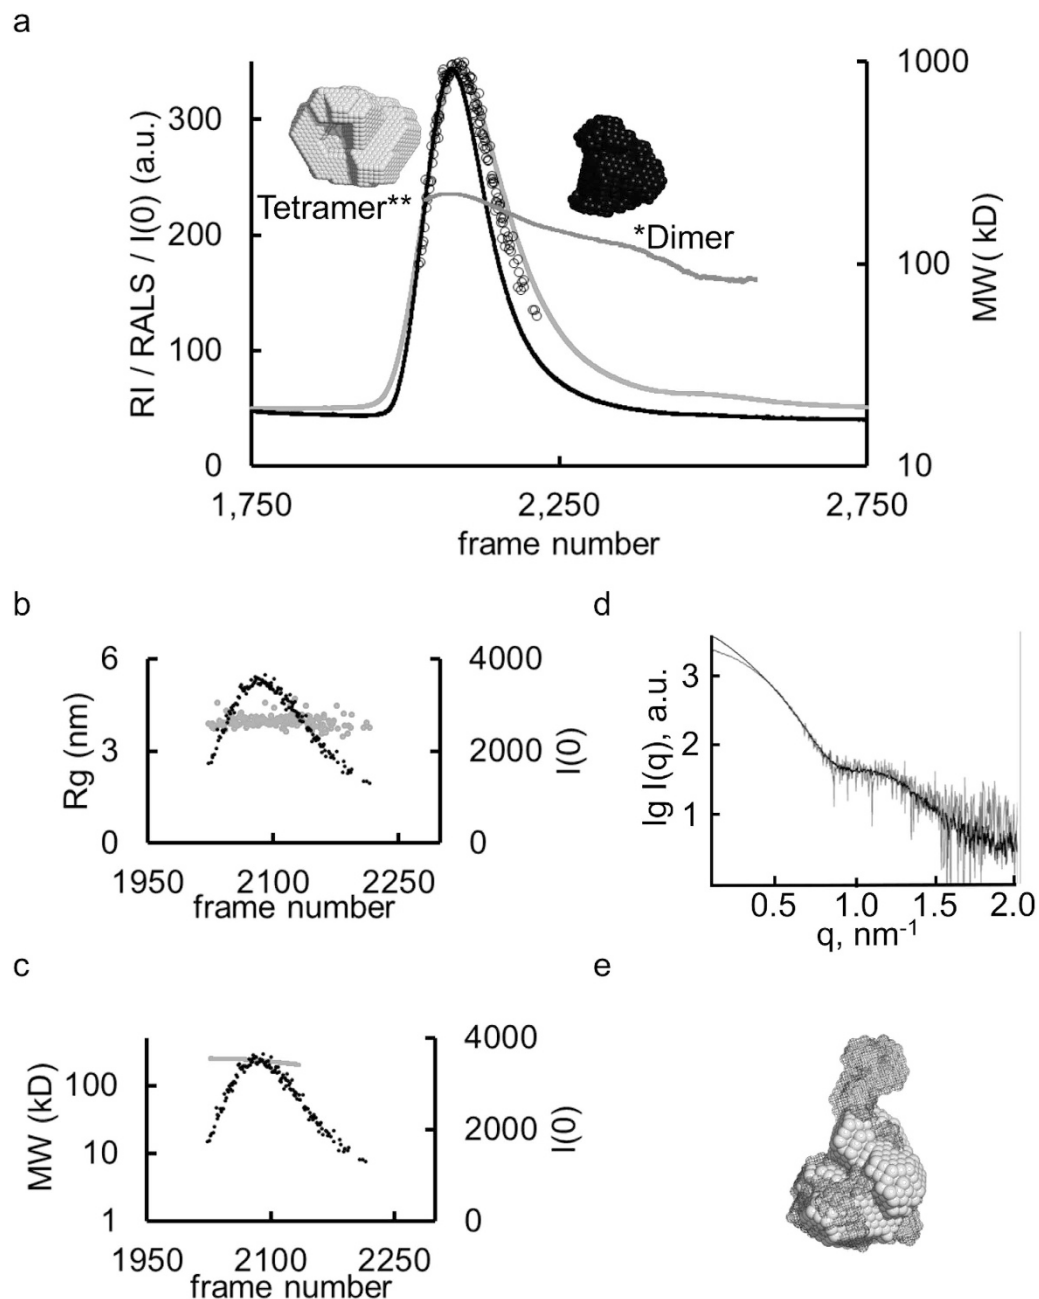 a
RI / RALS / I(0) (a.u.)
300
200
100
0
Tetramer**
*Dimer
1000
100
10
MW( kD)
1,750
2,250
2,750
frame number
b
Rg (nm)
6
3
0
4000
2000
0
I(0)
1950
2100
2250
frame number
d
lg I(q), a.u.
3
2
1
0.5
1.0
1.5
2.0
q, nm-1
c
MW (kD)
100
10
1
4000
2000
0
I(0)
1950
2100
2250
frame number
e